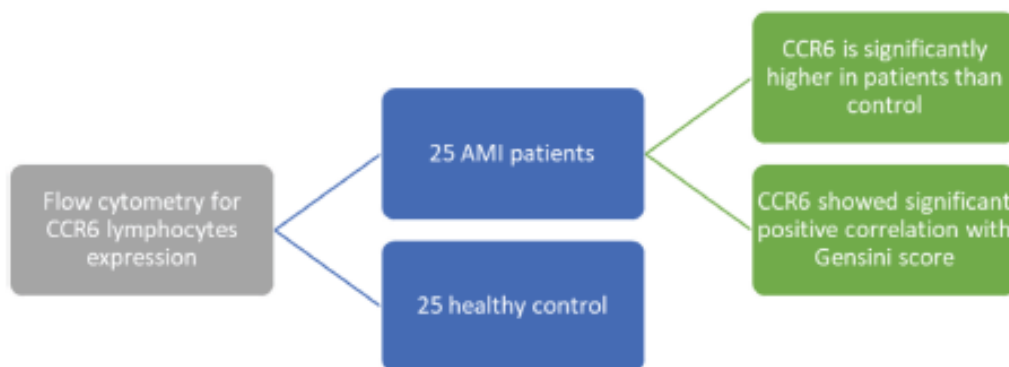 Flow cytometry for
CCR6 lymphocytes
expression
25 AMI patients
25 healthy control
CCR6 is significantly
higher in patients than
control
CCR6 showed significant
positive correlation with
Gensini score